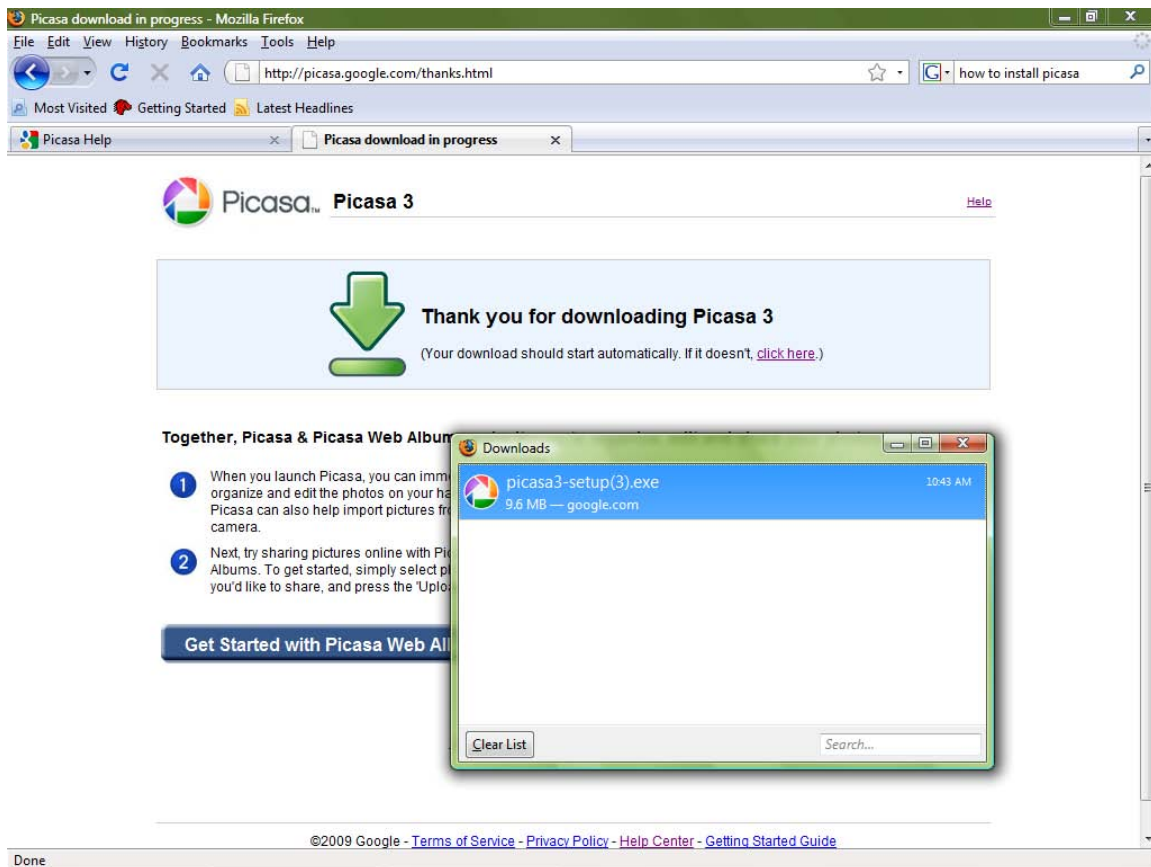 Picasa download in progress - Mozilla Firefox
File Edit View History Bookmarks Tools Help
http://picasa.google.com/thanks.html
G
how to install picasa
Most Visited Getting Started Latest Headlines
Picasa Help
Picasa download in progress
Picasa™ Picasa 3
Help
Thank you for downloading Picasa 3
(Your download should start automatically. If it doesn't, click here.)
Together, Picasa & Picasa Web Album
1
When you launch Picasa, you can imm
organize and edit the photos on your ha
Picasa can also help import pictures fr
camera.
2
Next, try sharing pictures online with Pic
Albums. To get started, simply select p
you'd like to share, and press the 'Uplo
Get Started with Picasa Web Al
Downloads
picasa3-setup(3).exe
10:43 AM
9.6 MB — google.com
Clear List
Search...
©2009 Google - Terms of Service - Privacy Policy - Help Center - Getting Started Guide
Done